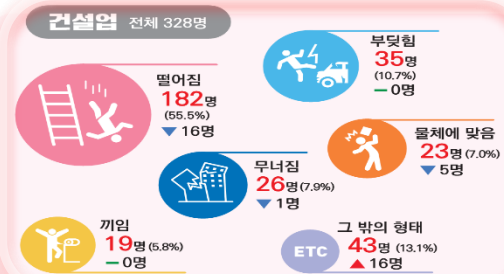 건설업 전체 328명
떨어짐
182명
(55.5%)
▼ 16명
부딪힘
35명
(10.7%)
− 0명
물체에 맞음
23명 (7.0%)
▼ 5명
무너짐
26명 (7.9%)
▼ 1명
끼임
19명 (5.8%)
− 0명
ETC
그 밖의 형태
43명 (13.1%)
▲ 16명